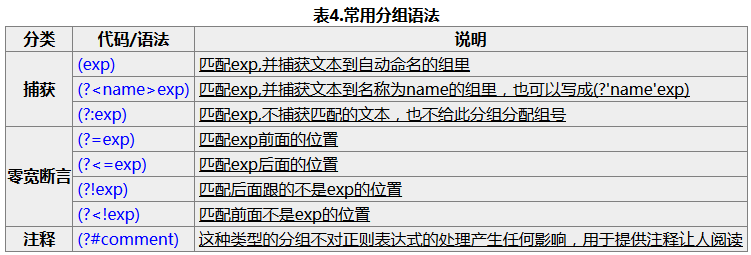 表4.常用分组语法
分类 代码/语法 说明
捕获 (exp) 匹配exp,并捕获文本到自动命名的组里
(?<name>exp) 匹配exp,并捕获文本到名称为name的组里，也可以写成(?'name'exp)
(?:exp) 匹配exp,不捕获匹配的文本，也不给此分组分配组号
零宽断言 (?=exp) 匹配exp前面的位置
(?<=exp) 匹配exp后面的位置
(?!exp) 匹配后面跟的不是exp的位置
(?<!exp) 匹配前面不是exp的位置
注释 (?#comment) 这种类型的分组不对正则表达式的处理产生任何影响，用于提供注释让人阅读